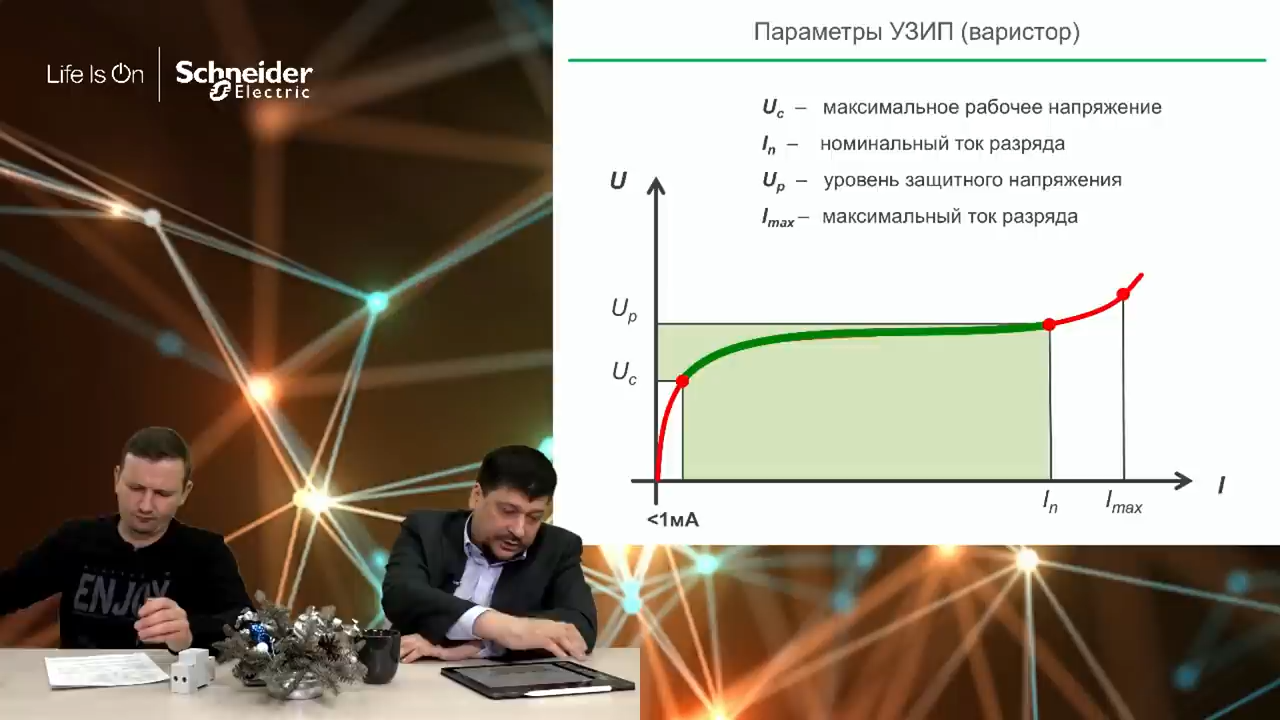 Life Is On
Schneider
Electric
Параметры УЗИП (варистор)
Uc – максимальное рабочее напряжение
In – номинальный ток разряда
Up – уровень защитного напряжения
Imax – максимальный ток разряда
U
Up
Uc
In
Imax
I
<1мА
ENJOY